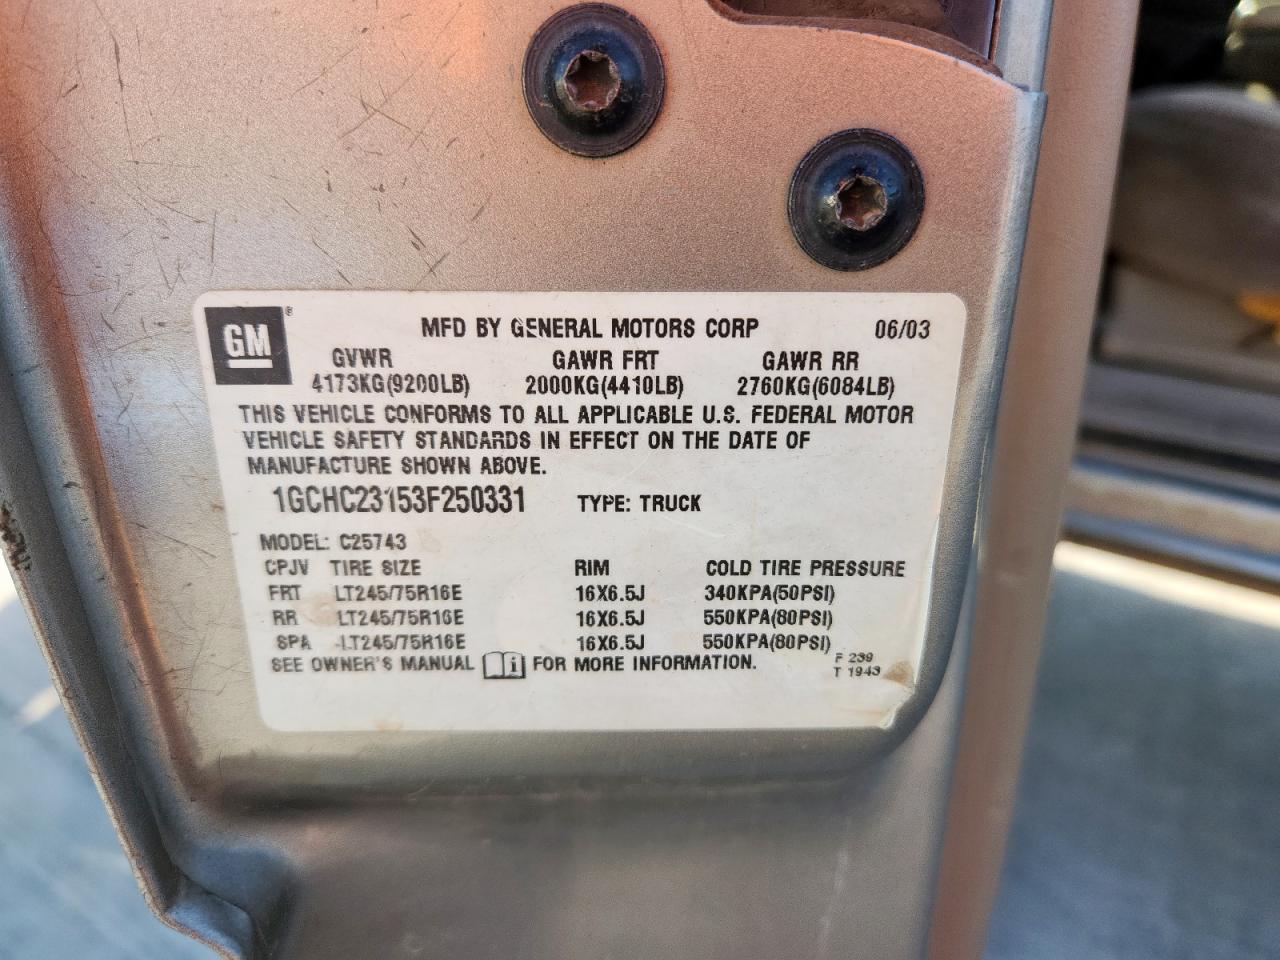 GM ® MFD BY GENERAL MOTORS CORP 06/03
GVWR GAWR FRT GAWR RR
4173KG(9200LB) 2000KG(4410LB) 2760KG(6084LB)
THIS VEHICLE CONFORMS TO ALL APPLICABLE U.S. FEDERAL MOTOR
VEHICLE SAFETY STANDARDS IN EFFECT ON THE DATE OF
MANUFACTURE SHOWN ABOVE.
1GCHC23153F250331 TYPE: TRUCK
MODEL: C25743
CPJV TIRE SIZE RIM COLD TIRE PRESSURE
FRT LT245/75R16E 16X6.5J 340KPA(50PSI)
RR LT245/75R16E 16X6.5J 550KPA(80PSI)
SPA LT245/75R16E 16X6.5J 550KPA(80PSI)
SEE OWNER'S MANUAL i FOR MORE INFORMATION.
F 239
T 1943